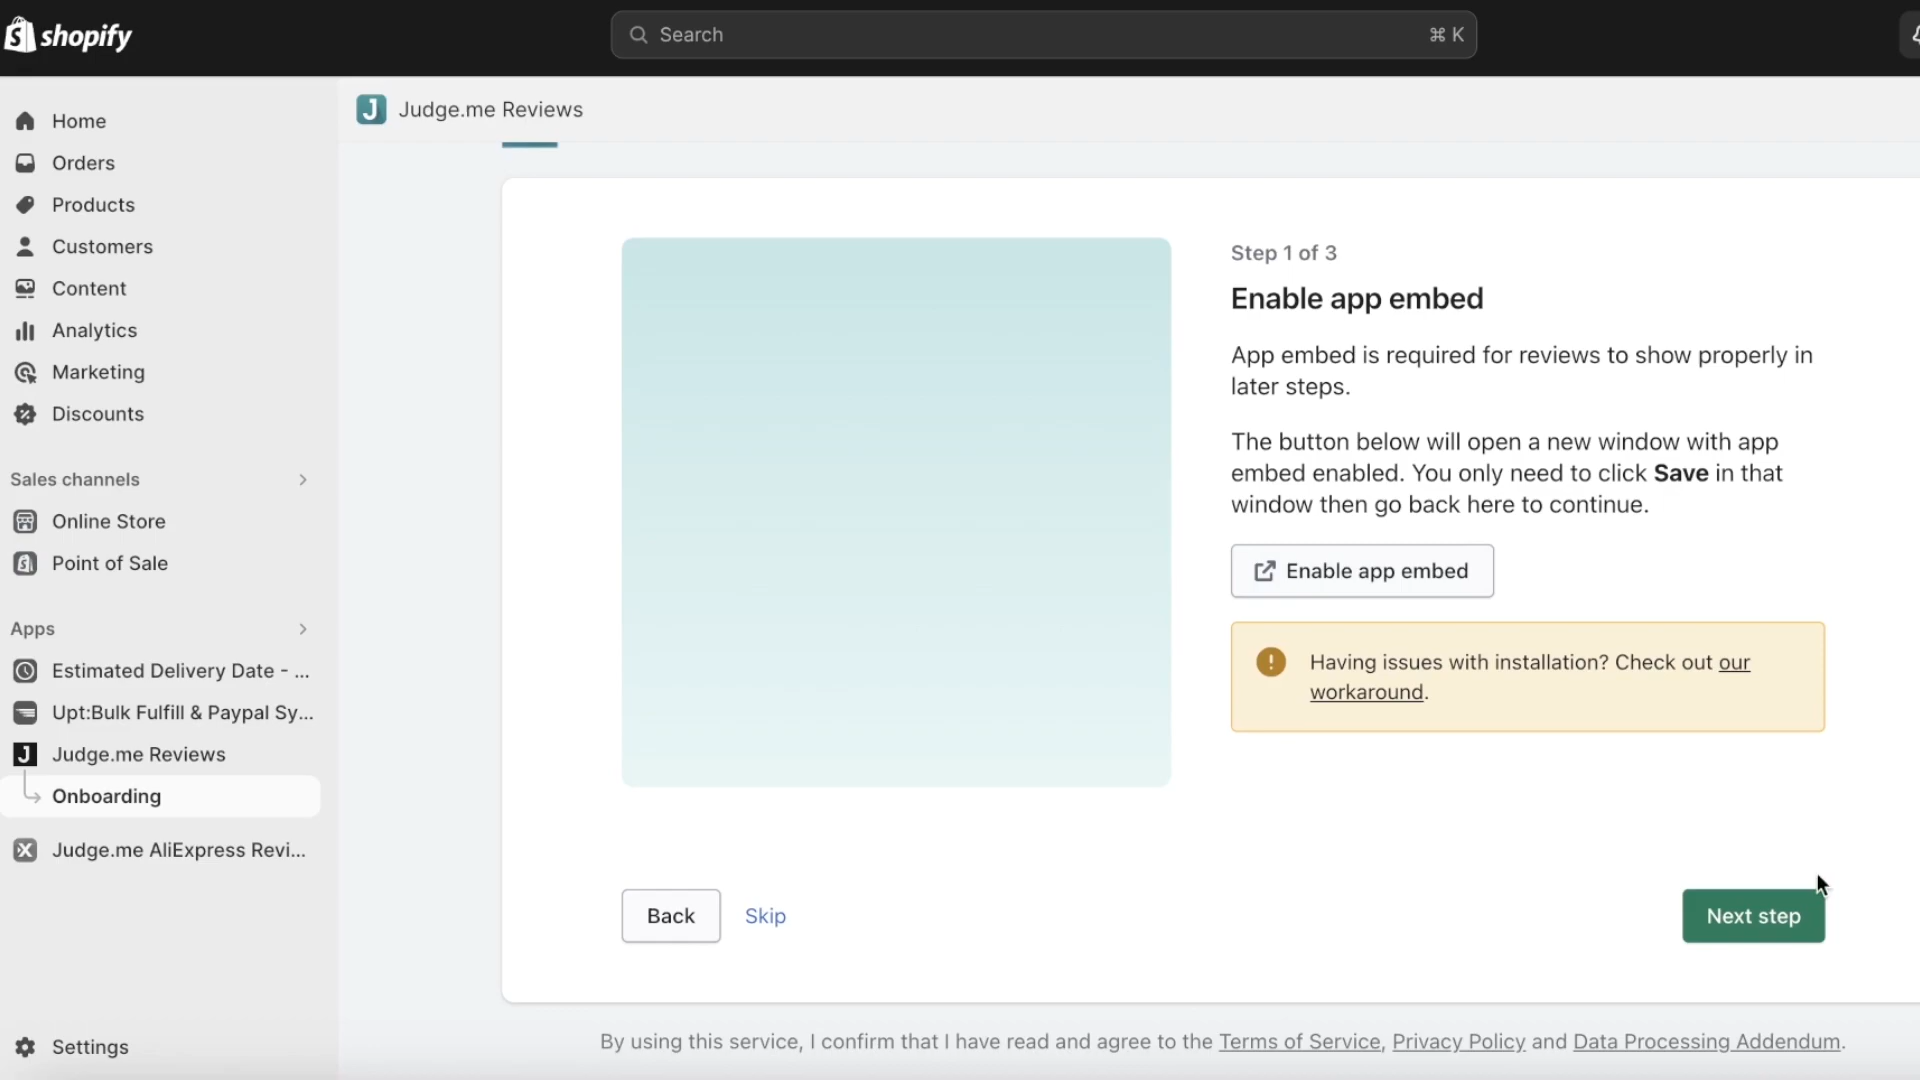 shopify
Search
⌘ K
Home
Orders
Products
Customers
Content
Analytics
Marketing
Discounts
Sales channels
Online Store
Point of Sale
Apps
Estimated Delivery Date - ...
Upt:Bulk Fulfill & Paypal Sy...
Judge.me Reviews
Onboarding
Judge.me AliExpress Revi...
Settings
Judge.me Reviews
Step 1 of 3
Enable app embed
App embed is required for reviews to show properly in
later steps.
The button below will open a new window with app
embed enabled. You only need to click Save in that
window then go back here to continue.
Enable app embed
Having issues with installation? Check out our
workaround.
Back
Skip
Next step
By using this service, I confirm that I have read and agree to the Terms of Service, Privacy Policy and Data Processing Addendum.